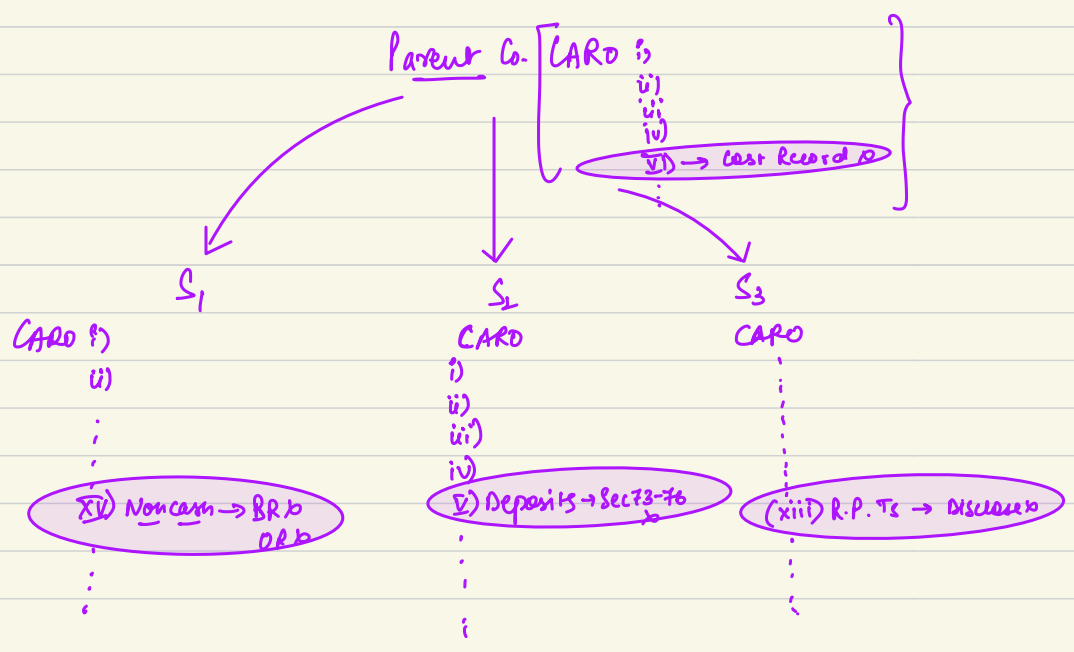 Parent Co. CARO i)
ii)
iii
iv)
VI) → Cost Record x
S1
S2
S3
CARO i)
ii)
XV) Noncash → BR x
OR x
CARO
i)
ii)
iii)
iv)
V) Deposits → Sec 73-76
x
CARO
(xiii) R.P.Ts → Disclose x